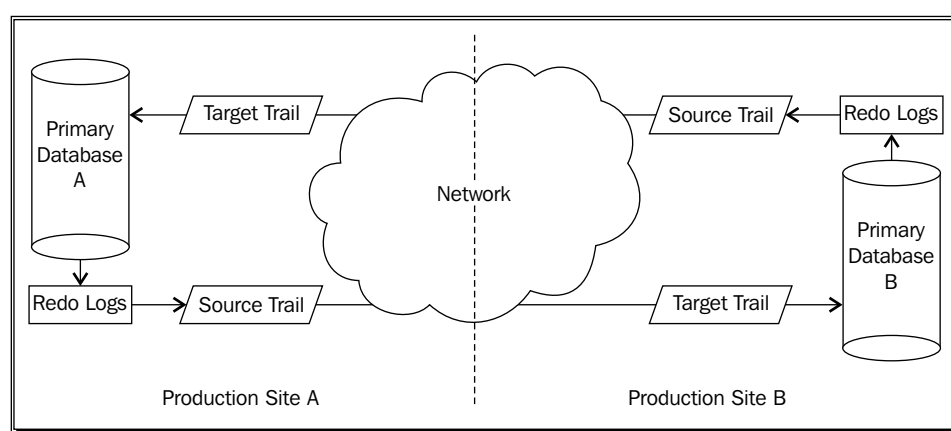 Target Trail
Source Trail
Redo Logs
Primary
Database
A
Network
Primary
Database
B
Redo Logs
Source Trail
Target Trail
Production Site A
Production Site B